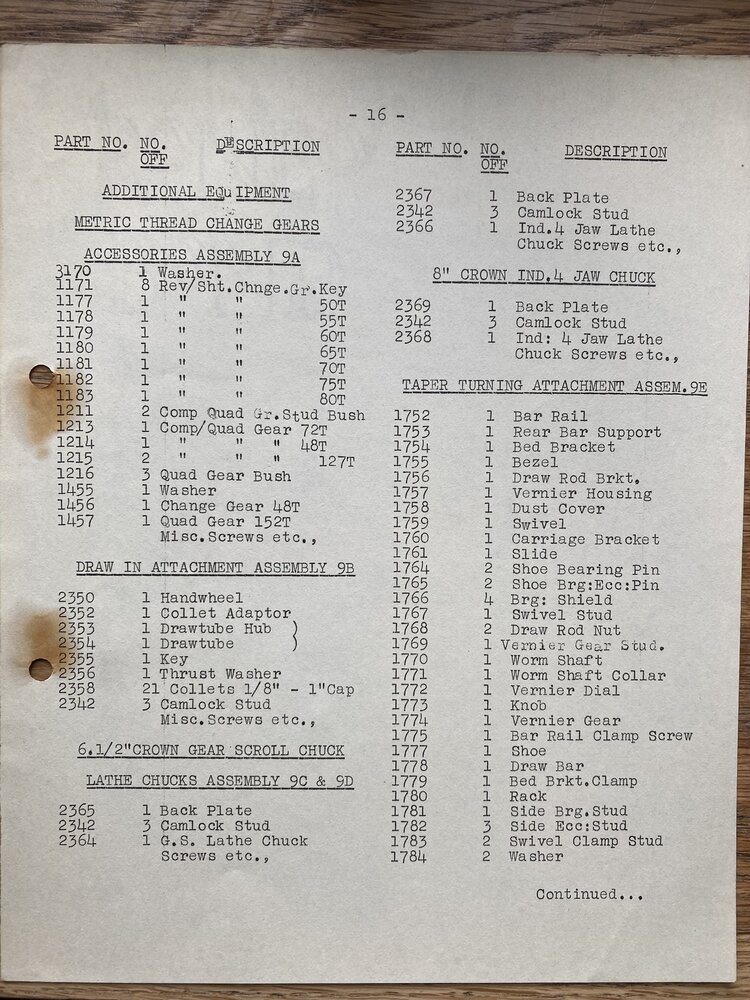 - 16 -
PART NO. NO. OFF DESCRIPTION
ADDITIONAL EQuIPMENT
METRIC THREAD CHANGE GEARS
ACCESSORIES ASSEMBLY 9A
3170 1 Washer.
1171 8 Rev/Sht.Chnge.Gr.Key
1177 1 " " 50T
1178 1 " " 55T
1179 1 " " 60T
1180 1 " " 65T
1181 1 " " 70T
1182 1 " " 75T
1183 1 " " 80T
1211 2 Comp Quad Gr.Stud Bush
1213 1 Comp/Quad Gear 72T
1214 1 " " " 48T
1215 2 " " " 127T
1216 3 Quad Gear Bush
1455 1 Washer
1456 1 Change Gear 48T
1457 1 Quad Gear 152T
Misc.Screws etc.,
DRAW IN ATTACHMENT ASSEMBLY 9B
2350 1 Handwheel
2352 1 Collet Adaptor
2353 1 Drawtube Hub )
2354 1 Drawtube )
2355 1 Key
2356 1 Thrust Washer
2358 21 Collets 1/8" - 1"Cap
2342 3 Camlock Stud
Misc.Screws etc.,
6.1/2"CROWN GEAR SCROLL CHUCK
LATHE CHUCKS ASSEMBLY 9C & 9D
2365 1 Back Plate
2342 3 Camlock Stud
2364 1 G.S. Lathe Chuck
Screws etc.,
PART NO. NO. OFF DESCRIPTION
2367 1 Back Plate
2342 3 Camlock Stud
2366 1 Ind.4 Jaw Lathe
Chuck Screws etc.,
8" CROWN IND.4 JAW CHUCK
2369 1 Back Plate
2342 3 Camlock Stud
2368 1 Ind: 4 Jaw Lathe
Chuck Screws etc.,
TAPER TURNING ATTACHMENT ASSEM.9E
1752 1 Bar Rail
1753 1 Rear Bar Support
1754 1 Bed Bracket
1755 1 Bezel
1756 1 Draw Rod Brkt.
1757 1 Vernier Housing
1758 1 Dust Cover
1759 1 Swivel
1760 1 Carriage Bracket
1761 1 Slide
1764 2 Shoe Bearing Pin
1765 2 Shoe Brg:Ecc:Pin
1766 4 Brg: Shield
1767 1 Swivel Stud
1768 2 Draw Rod Nut
1769 1 Vernier Gear Stud.
1770 1 Worm Shaft
1771 1 Worm Shaft Collar
1772 1 Vernier Dial
1773 1 Knob
1774 1 Vernier Gear
1775 1 Bar Rail Clamp Screw
1777 1 Shoe
1778 1 Draw Bar
1779 1 Bed Brkt.Clamp
1780 1 Rack
1781 1 Side Brg.Stud
1782 3 Side Ecc:Stud
1783 2 Swivel Clamp Stud
1784 2 Washer
Continued...